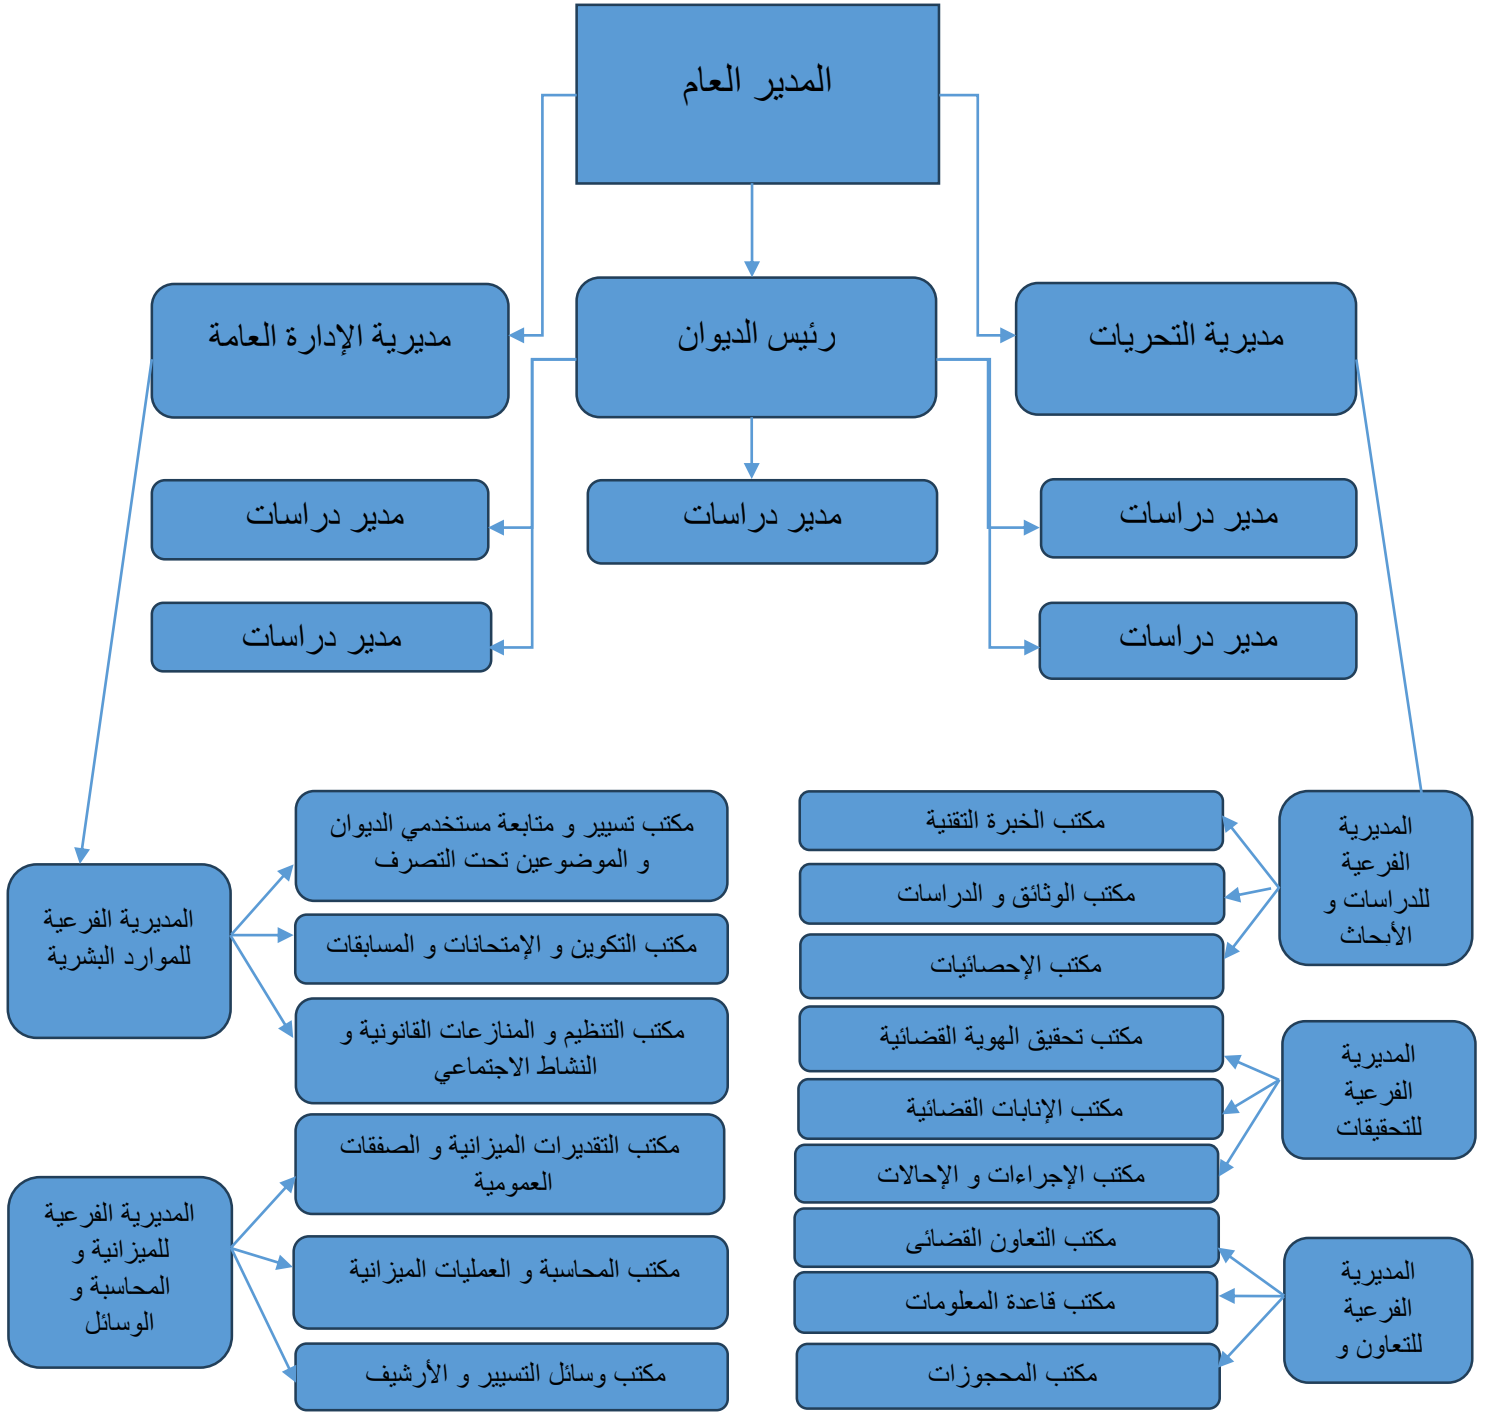 المدير العام
مديرية التحريات
رئيس الديوان
مديرية الإدارة العامة
مدير دراسات
مدير دراسات
مدير دراسات
مدير دراسات
مدير دراسات
المديرية
الفرعية
للدراسات و
الأبحاث
مكتب الخبرة التقنية
مكتب الوثائق و الدراسات
مكتب الإحصائيات
المديرية
الفرعية
للتحقيقات
مكتب تحقيق الهوية القضائية
مكتب الإنابات القضائية
مكتب الإجراءات و الإحالات
المديرية
الفرعية
للتعاون و
مكتب التعاون القضائى
مكتب قاعدة المعلومات
مكتب المحجوزات
مكتب تسيير و متابعة مستخدمي الديوان
و الموضوعين تحت التصرف
مكتب التكوين و الإمتحانات و المسابقات
مكتب التنظيم و المنازعات القانونية و
النشاط الاجتماعي
المديرية الفرعية
للموارد البشرية
مكتب التقديرات الميزانية و الصفقات
العمومية
مكتب المحاسبة و العمليات الميزانية
مكتب وسائل التسيير و الأرشيف
المديرية الفرعية
للميزانية و
المحاسبة و
الوسائل